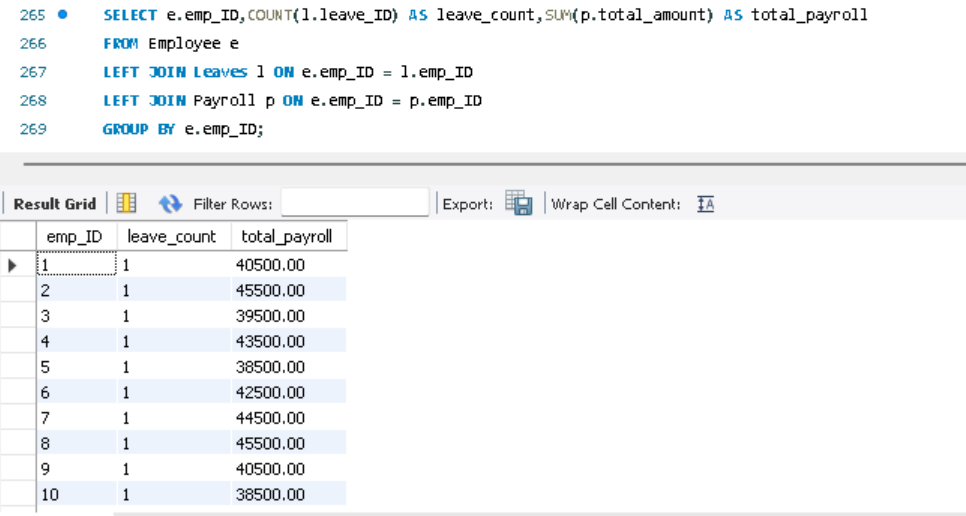 265 SELECT e.emp_ID,COUNT(l.leave_ID) AS leave_count,SUM(p.total_amount) AS total_payroll
266 FROM Employee e
267 LEFT JOIN Leaves l ON e.emp_ID = l.emp_ID
268 LEFT JOIN Payroll p ON e.emp_ID = p.emp_ID
269 GROUP BY e.emp_ID;
Result Grid Filter Rows: Export: Wrap Cell Content: IA
emp_ID leave_count total_payroll
1 1 40500.00
2 1 45500.00
3 1 39500.00
4 1 43500.00
5 1 38500.00
6 1 42500.00
7 1 44500.00
8 1 45500.00
9 1 40500.00
10 1 38500.00